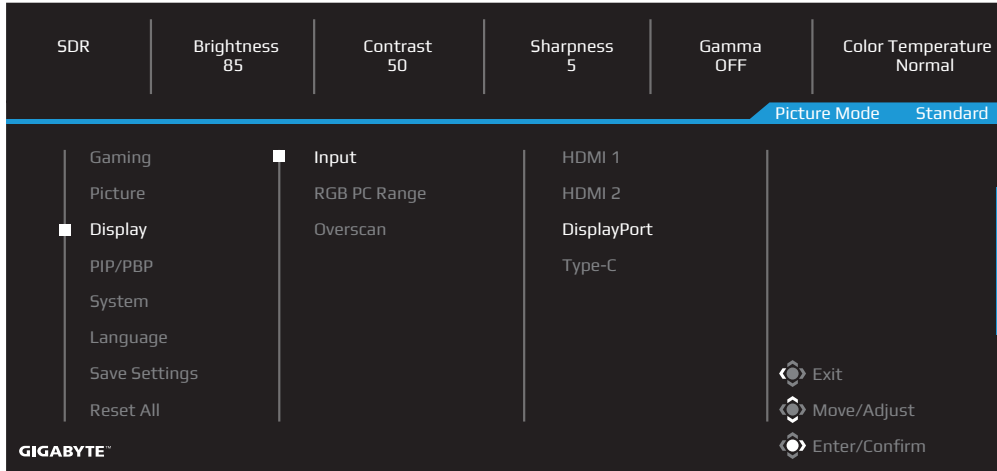 SDR
Brightness
85
Contrast
50
Sharpness
5
Gamma
OFF
Color Temperature
Normal
Picture Mode Standard
Gaming
Picture
Display
PIP/PBP
System
Language
Save Settings
Reset All
Input
RGB PC Range
Overscan
HDMI 1
HDMI 2
DisplayPort
Type-C
Exit
Move/Adjust
Enter/Confirm
GIGABYTE™